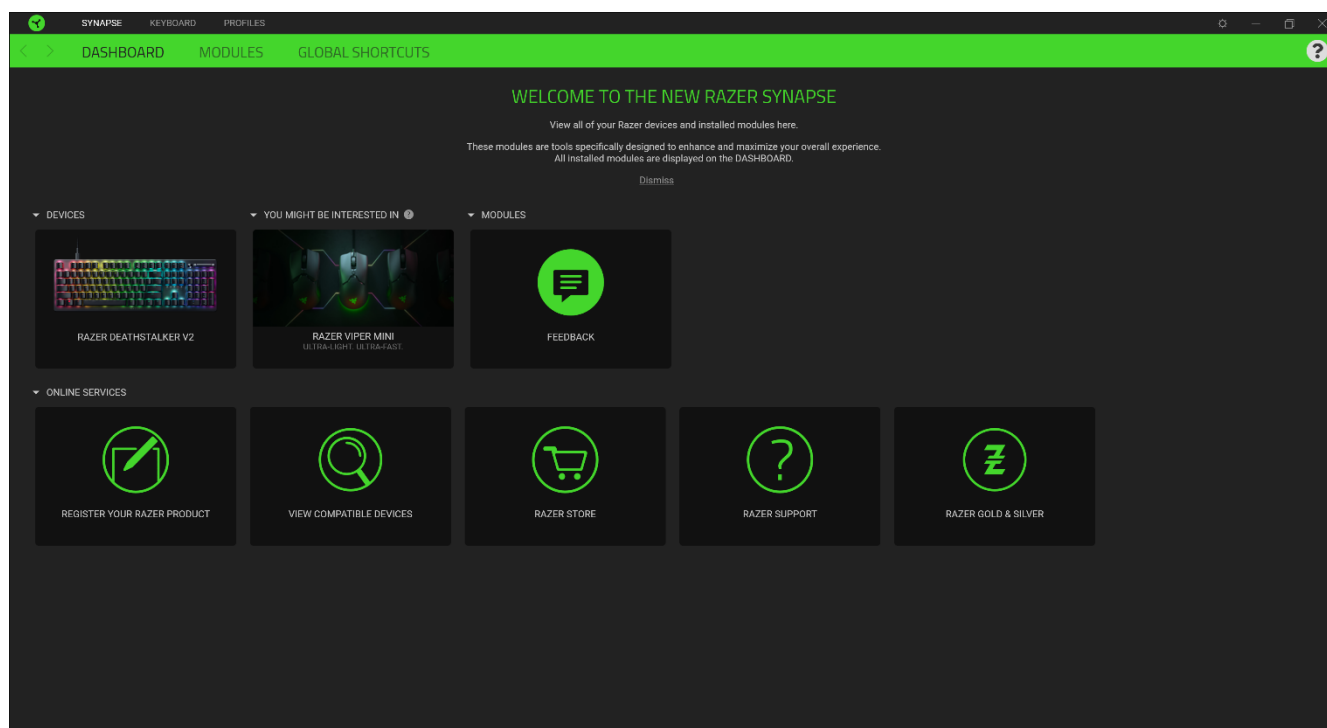 SYNAPSE KEYBOARD PROFILES
DASHBOARD MODULES GLOBAL SHORTCUTS
WELCOME TO THE NEW RAZER SYNAPSE
View all of your Razer devices and installed modules here.
These modules are tools specifically designed to enhance and maximize your overall experience.
All installed modules are displayed on the DASHBOARD.
Dismiss
DEVICES
YOU MIGHT BE INTERESTED IN
MODULES
RAZER DEATHSTALKER V2
RAZER VIPER MINI
ULTRA-LIGHT. ULTRA-FAST.
FEEDBACK
ONLINE SERVICES
REGISTER YOUR RAZER PRODUCT
VIEW COMPATIBLE DEVICES
RAZER STORE
RAZER SUPPORT
RAZER GOLD & SILVER